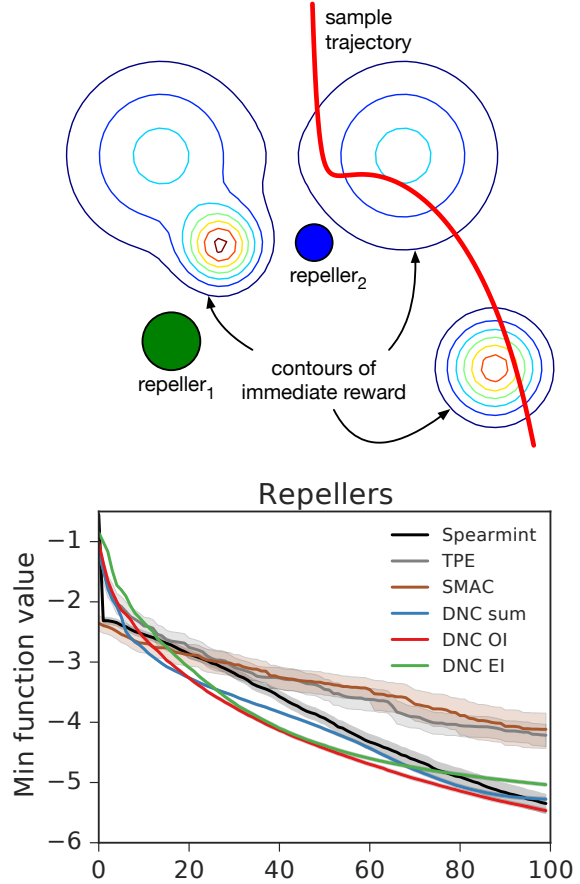 sample
trajectory
repeller2
repeller1
contours of
immediate reward
Repellers
Min function value
−1
−2
−3
−4
−5
−6
0
20
40
60
80
100
Spearmint
TPE
SMAC
DNC sum
DNC OI
DNC EI